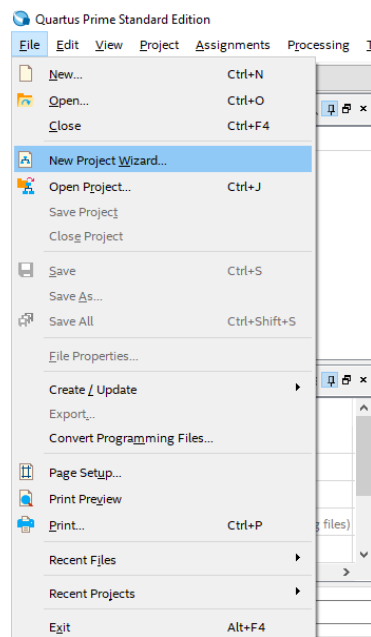 Quartus Prime Standard Edition
File Edit View Project Assignments Processing
New... Ctrl+N
Open... Ctrl+O
Close Ctrl+F4
New Project Wizard...
Open Project... Ctrl+J
Save Project
Close Project
Save Ctrl+S
Save As...
Save All Ctrl+Shift+S
File Properties...
Create / Update
Export...
Convert Programming Files...
Page Setup...
Print Preview
Print... Ctrl+P
files)
Recent Files
Recent Projects
Exit Alt+F4